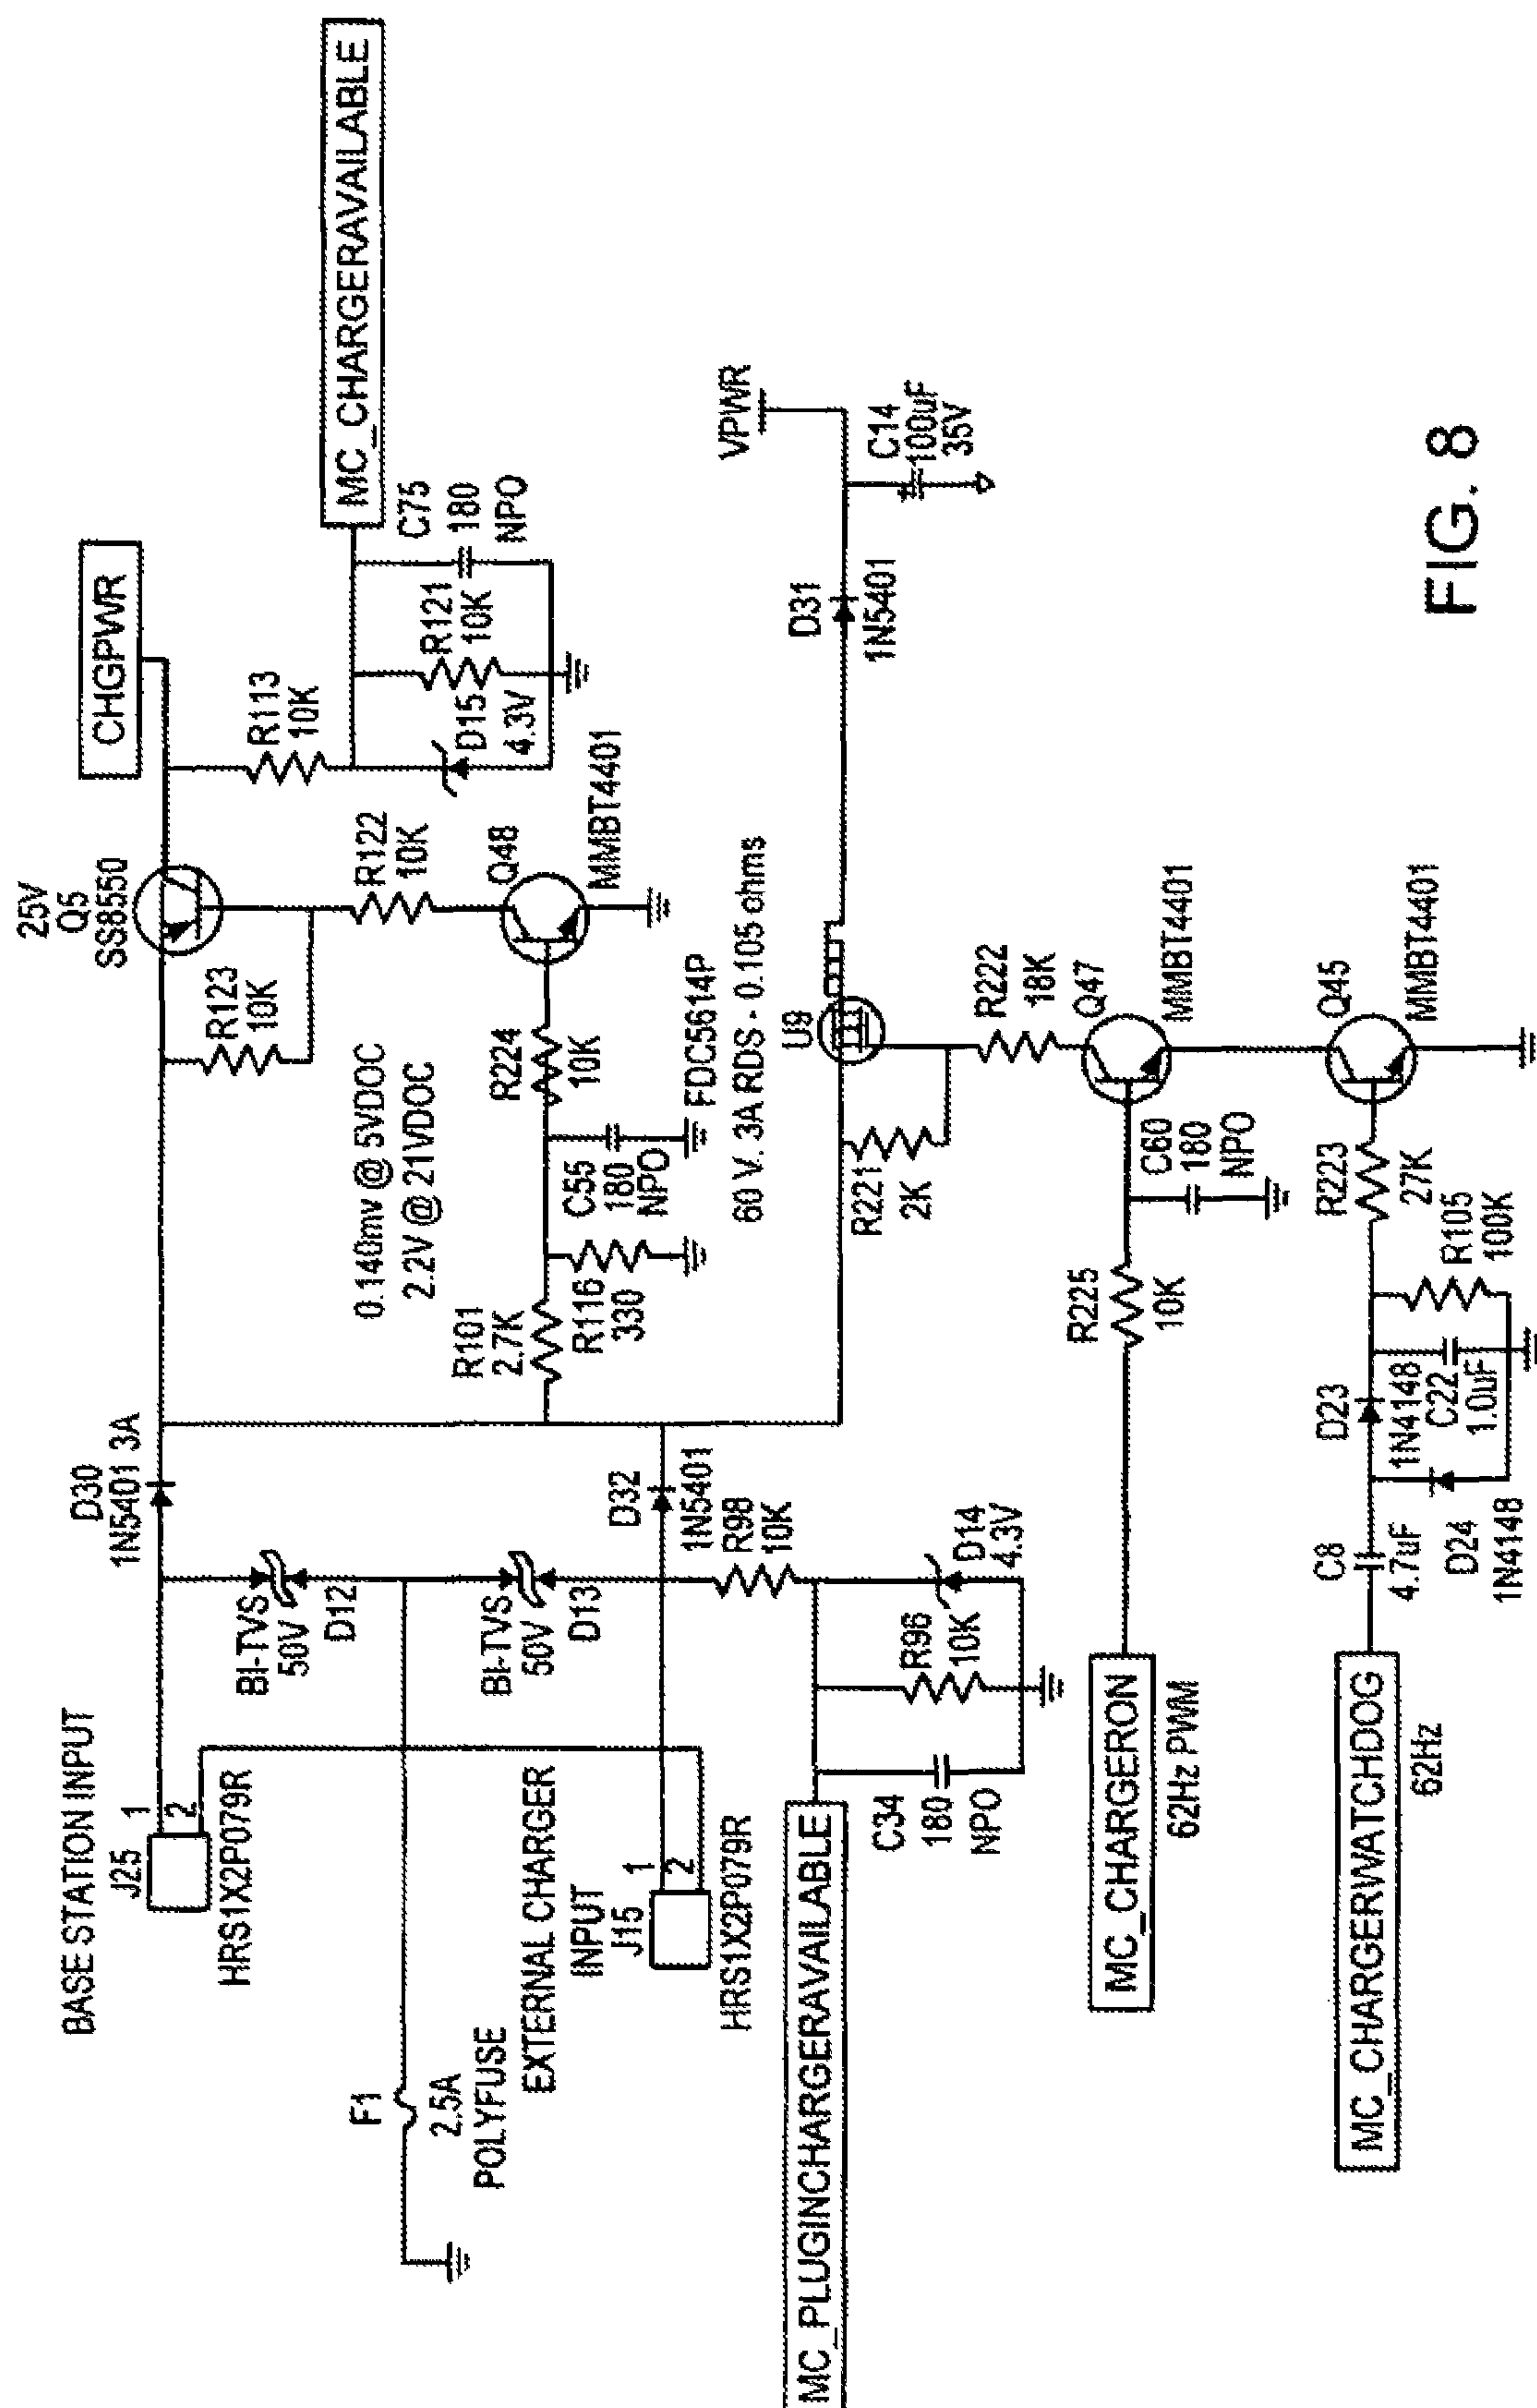 BASE STATION INPUT
J25
1
2
HRS1X2P079R
D30
1N5401 3A
BI-TVS
50V
D12
F1
2.5A
POLYFUSE
EXTERNAL CHARGER
INPUT
J15
1
2
HRS1X2P079R
BI-TVS
50V
D13
D32
1N5401
R98
10K
D14
4.3V
R96
10K
C34
180
NPO
MC_PLUGINCHARGERAVAILABLE
25V
Q5
SS8550
R123
10K
CHGPWR
R113
10K
R122
10K
Q48
MMBT4401
D15
4.3V
R121
10K
C75
180
NPO
MC_CHARGERAVAILABLE
0.140mv @ 5VDOC
2.2V @ 21VDOC
R101
2.7K
R116
330
C55
180
NPO
R224
10K
FDC5614P
60 V. 3A RDS - 0.105 ohms
U9
R221
2K
R222
18K
D31
1N5401
VPWR
C14
100uF
35V
MC_CHARGERON
62Hz PWM
R225
10K
C60
180
NPO
Q47
MMBT4401
MC_CHARGERWATCHDOG
62Hz
C8
4.7uF
D24
1N4148
D23
1N4148
C22
1.0uF
R105
100K
R223
27K
Q45
MMBT4401
FIG. 8